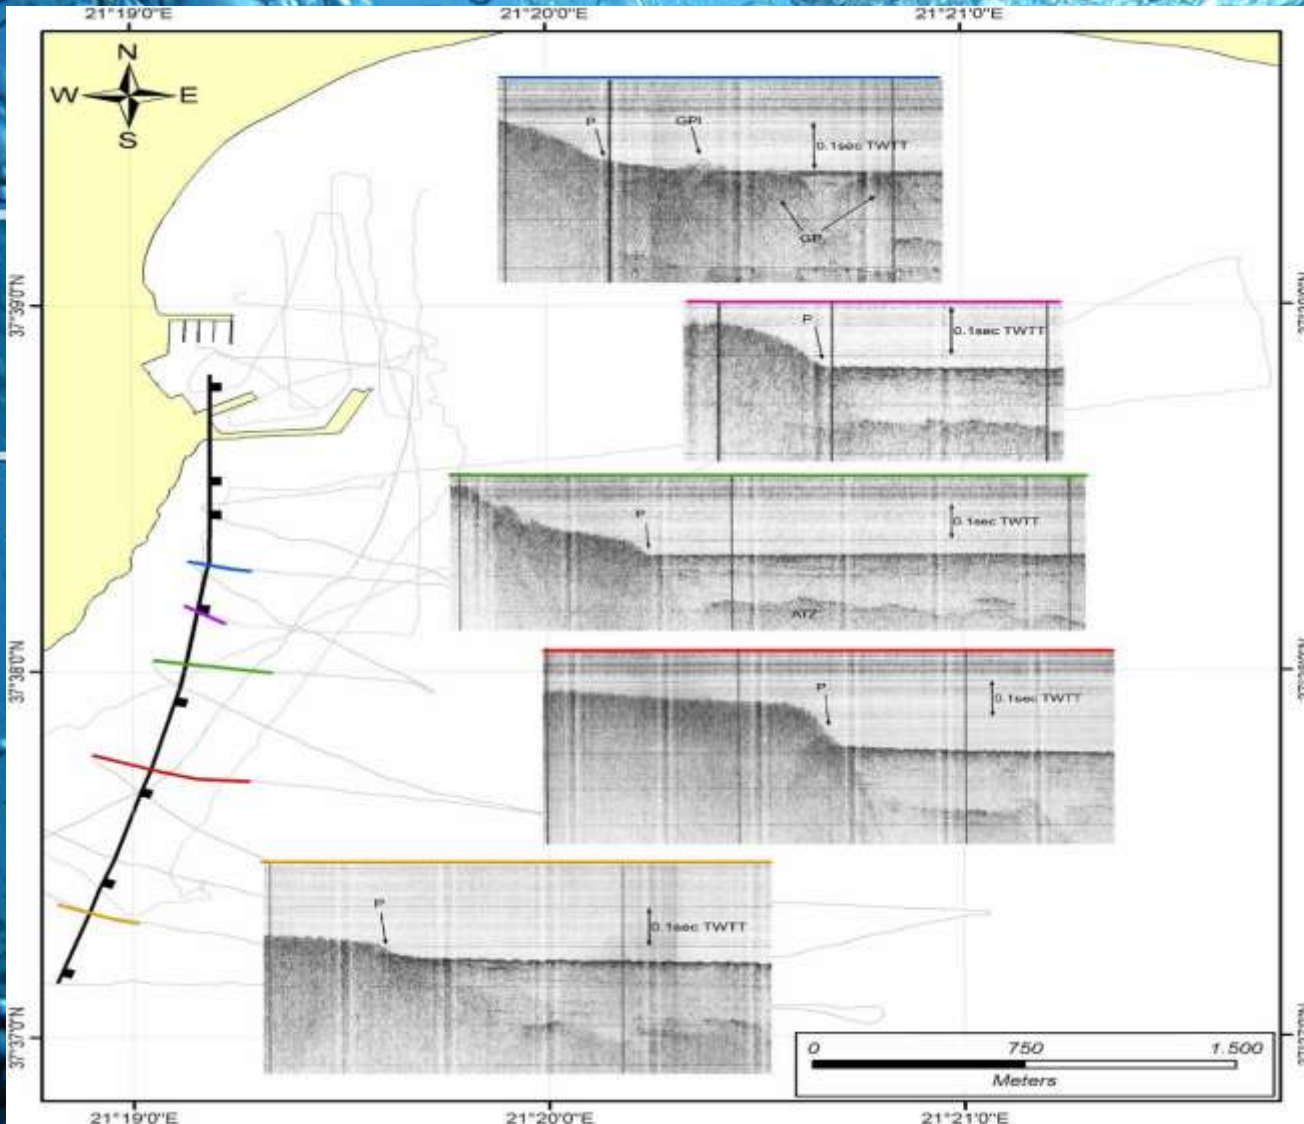 21°19'0"E 21°20'0"E 21°21'0"E
N
W E
S
P GPI
0.1sec TWTT
GP
37°39'0"N
P
0.1sec TWTT
P
0.1sec TWTT
ATZ
37°38'0"N
P
0.1sec TWTT
P
0.1sec TWTT
37°37'0"N
0 750 1.500
Meters
21°19'0"E 21°20'0"E 21°21'0"E